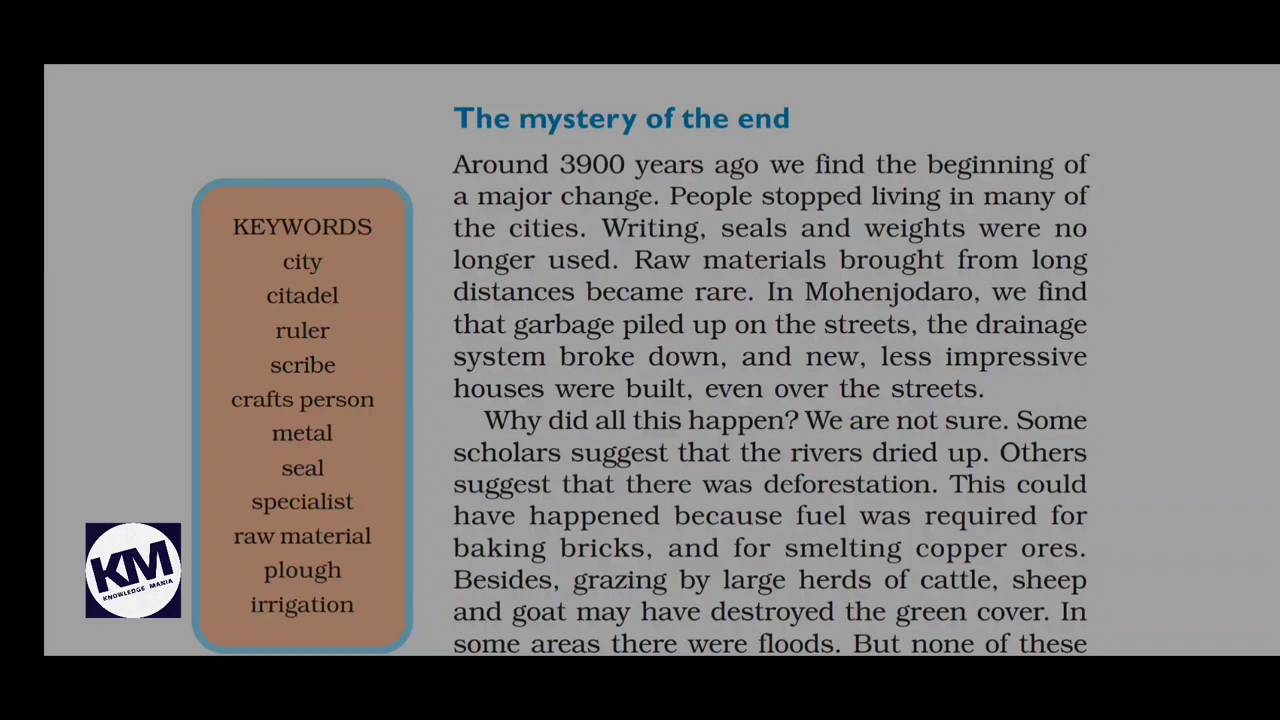 The mystery of the end
Around 3900 years ago we find the beginning of
a major change. People stopped living in many of
the cities. Writing, seals and weights were no
longer used. Raw materials brought from long
distances became rare. In Mohenjodaro, we find
that garbage piled up on the streets, the drainage
system broke down, and new, less impressive
houses were built, even over the streets.
Why did all this happen? We are not sure. Some
scholars suggest that the rivers dried up. Others
suggest that there was deforestation. This could
have happened because fuel was required for
baking bricks, and for smelting copper ores.
Besides, grazing by large herds of cattle, sheep
and goat may have destroyed the green cover. In
some areas there were floods. But none of these
KEYWORDS
city
citadel
ruler
scribe
crafts person
metal
seal
specialist
raw material
plough
irrigation
KM
KNOWLEDGE MANIA